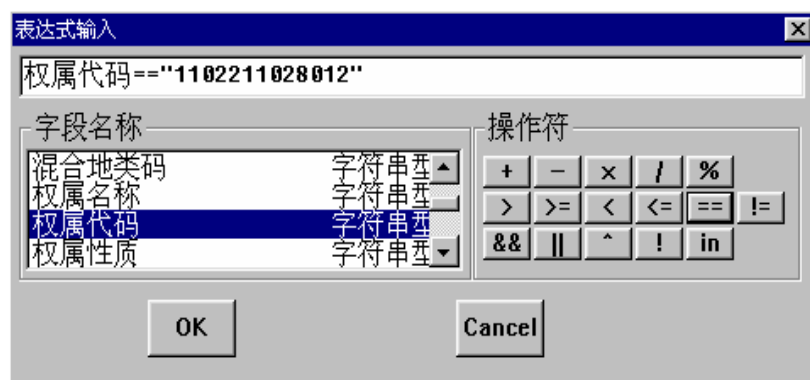 表达式输入
权属代码=="1102211028012"
字段名称
操作符
混合地类码 字符串型
权属名称 字符串型
权属代码 字符串型
权属性质 字符串型
+ - × / %
> >= < <= == !=
&& || ^ ! in
OK Cancel